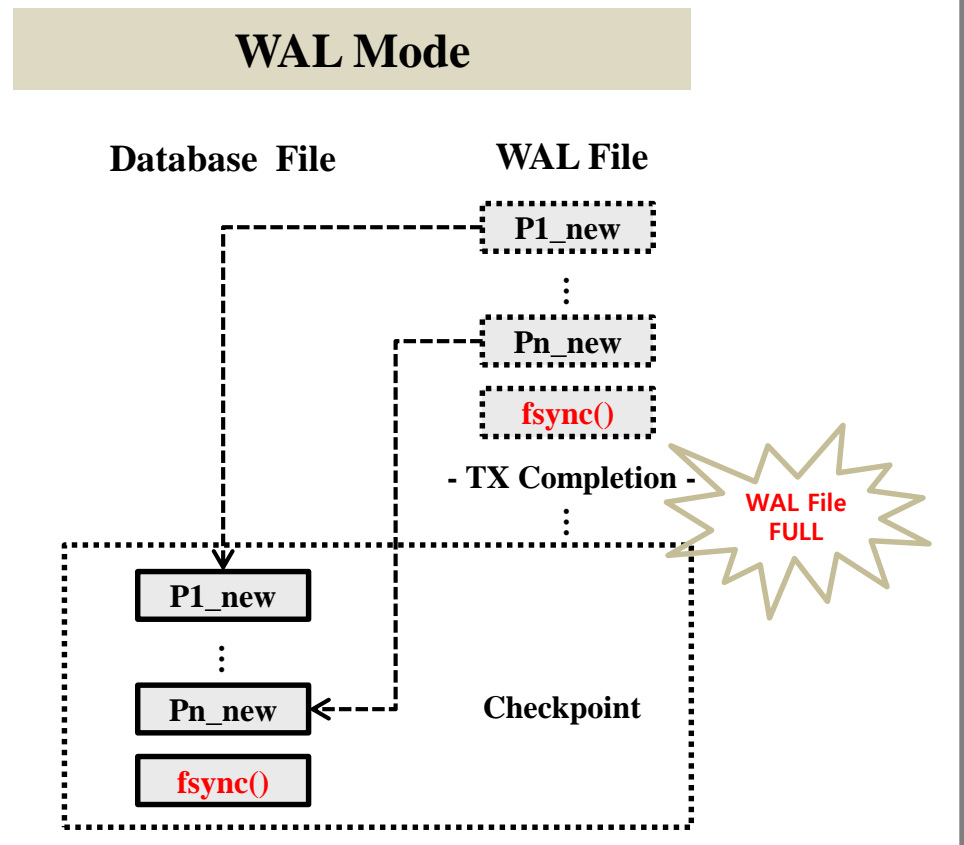 WAL Mode
Database File
WAL File
P1_new
⋮
Pn_new
fsync()
- TX Completion -
⋮
WAL File
FULL
P1_new
⋮
Pn_new
Checkpoint
fsync()